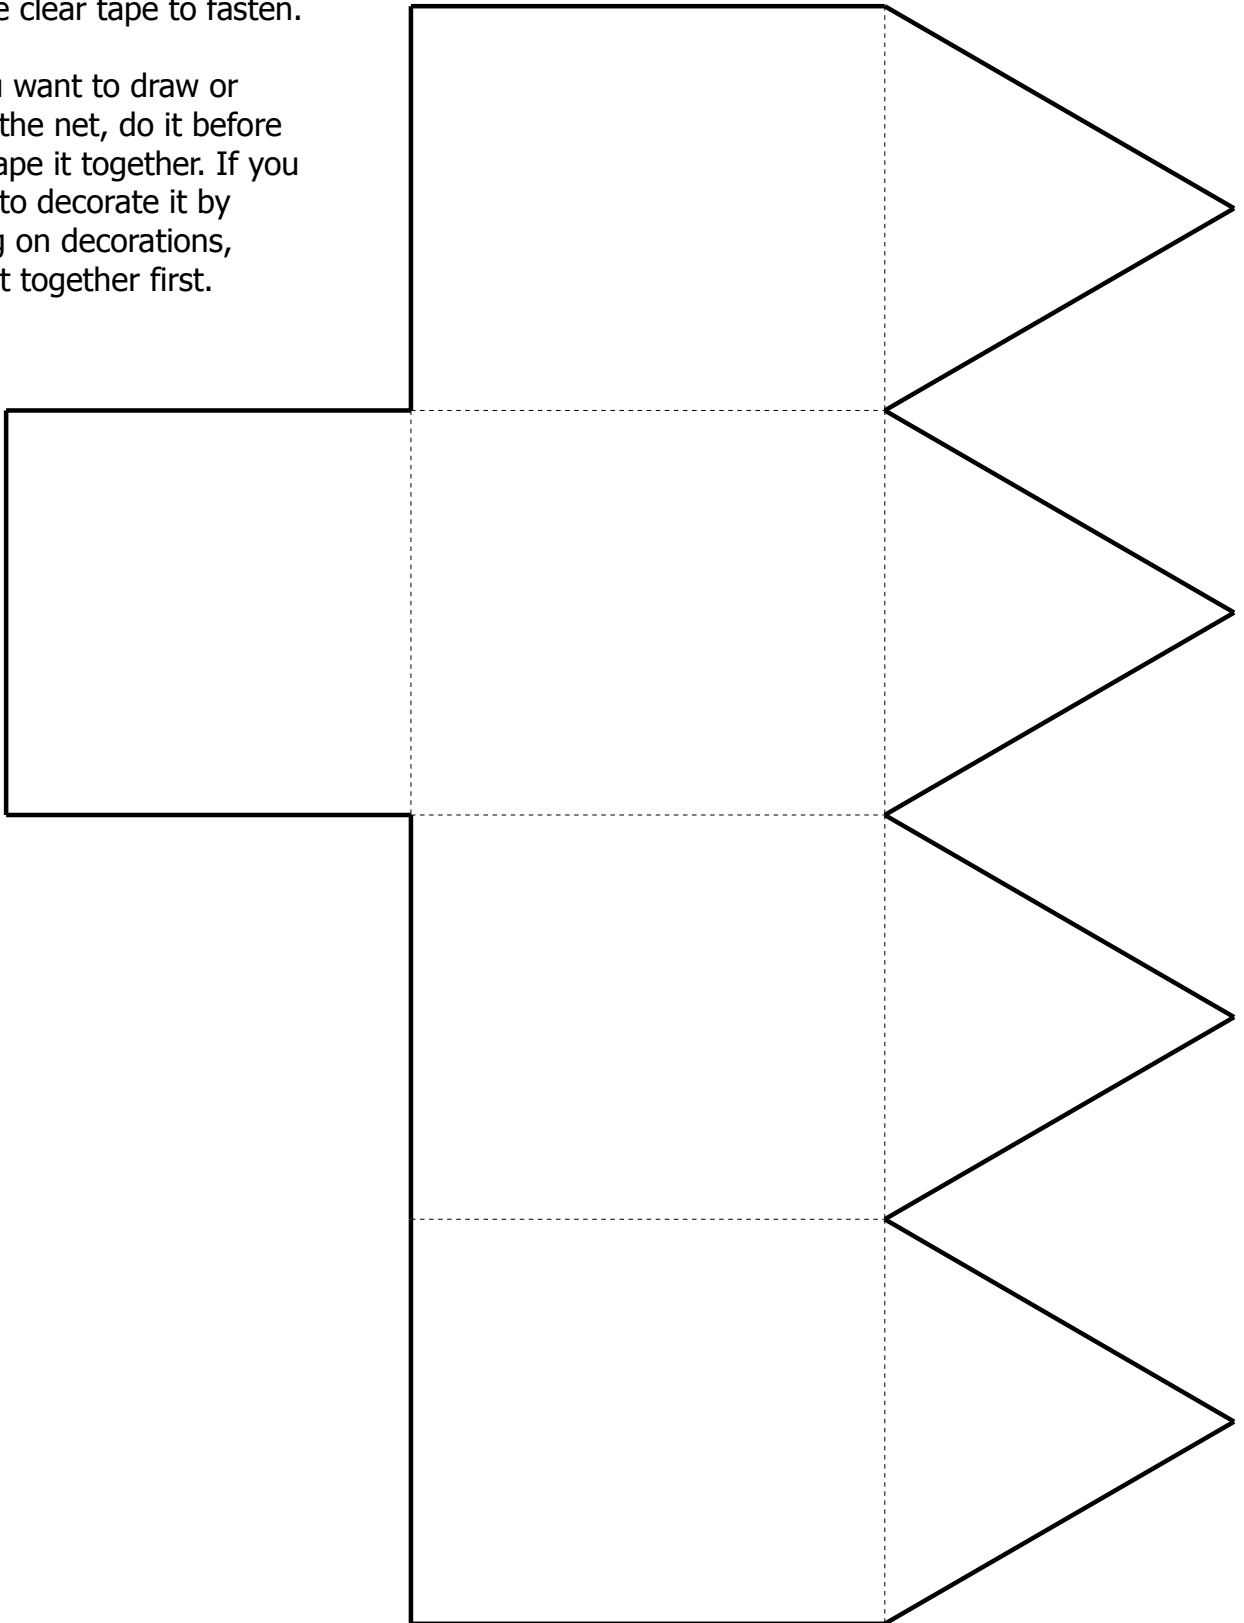 e clear tape to fasten.
u want to draw or
the net, do it before
ape it together. If you
to decorate it by
g on decorations,
t together first.